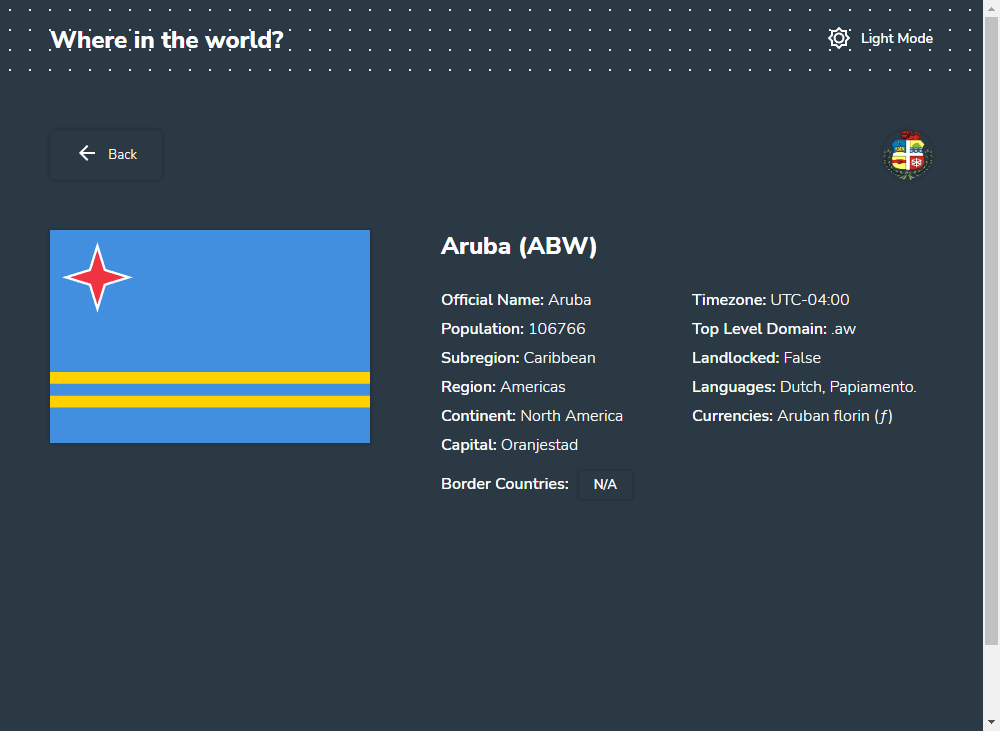 Where in the world?
Light Mode
Back
Aruba (ABW)
Official Name: Aruba
Population: 106766
Subregion: Caribbean
Region: Americas
Continent: North America
Capital: Oranjestad
Timezone: UTC-04:00
Top Level Domain: .aw
Landlocked: False
Languages: Dutch, Papiamento.
Currencies: Aruban florin (ƒ)
Border Countries: N/A